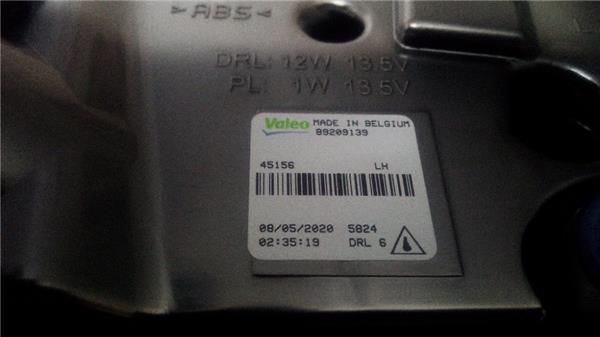 >ABS<
DRL: 12W 13.5V
PL: 1W 13.5V
Valeo MADE IN BELGIUM
89209139
45156 LH
08/05/2020 5824
02:35:19 DRL 6